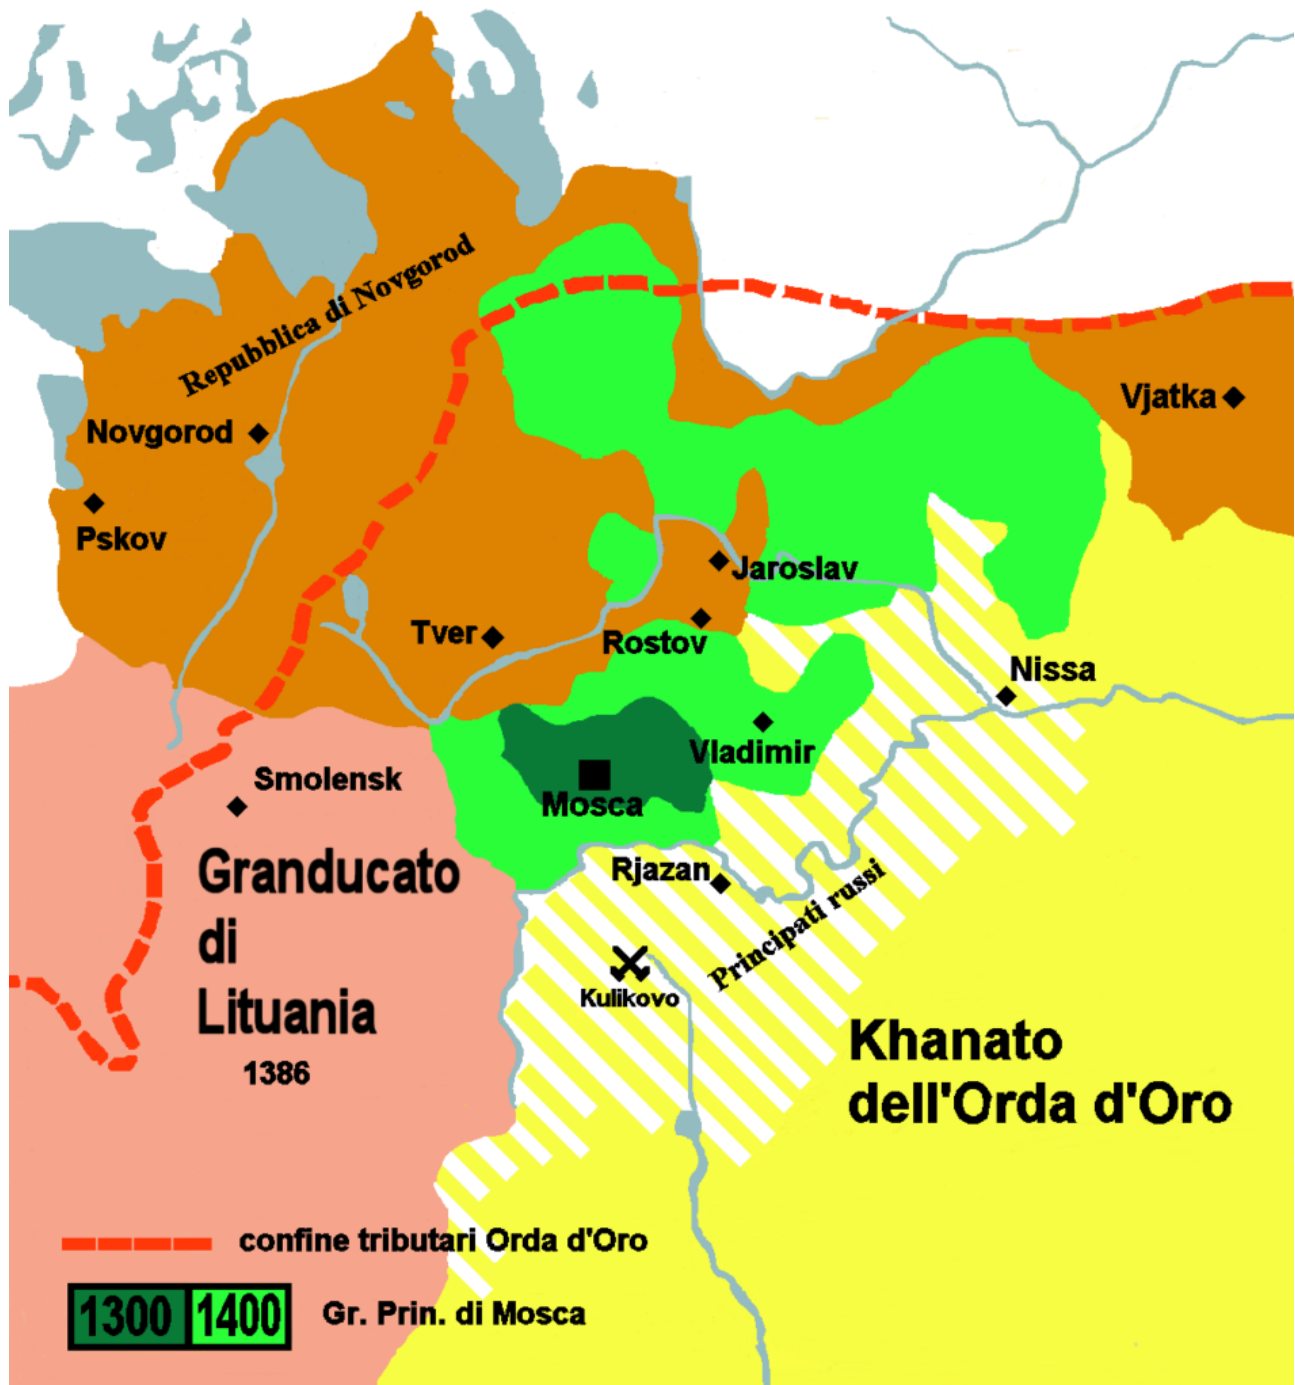 Repubblica di Novgorod
Vjatka
Novgorod
Pskov
Jaroslav
Tver
Rostov
Nissa
Vladimir
Smolensk
Mosca
Granducato
di
Lituania
1386
Rjazan
Principati russi
Kulikovo
Khanato
dell'Orda d'Oro
confine tributari Orda d'Oro
1300 1400 Gr. Prin. di Mosca